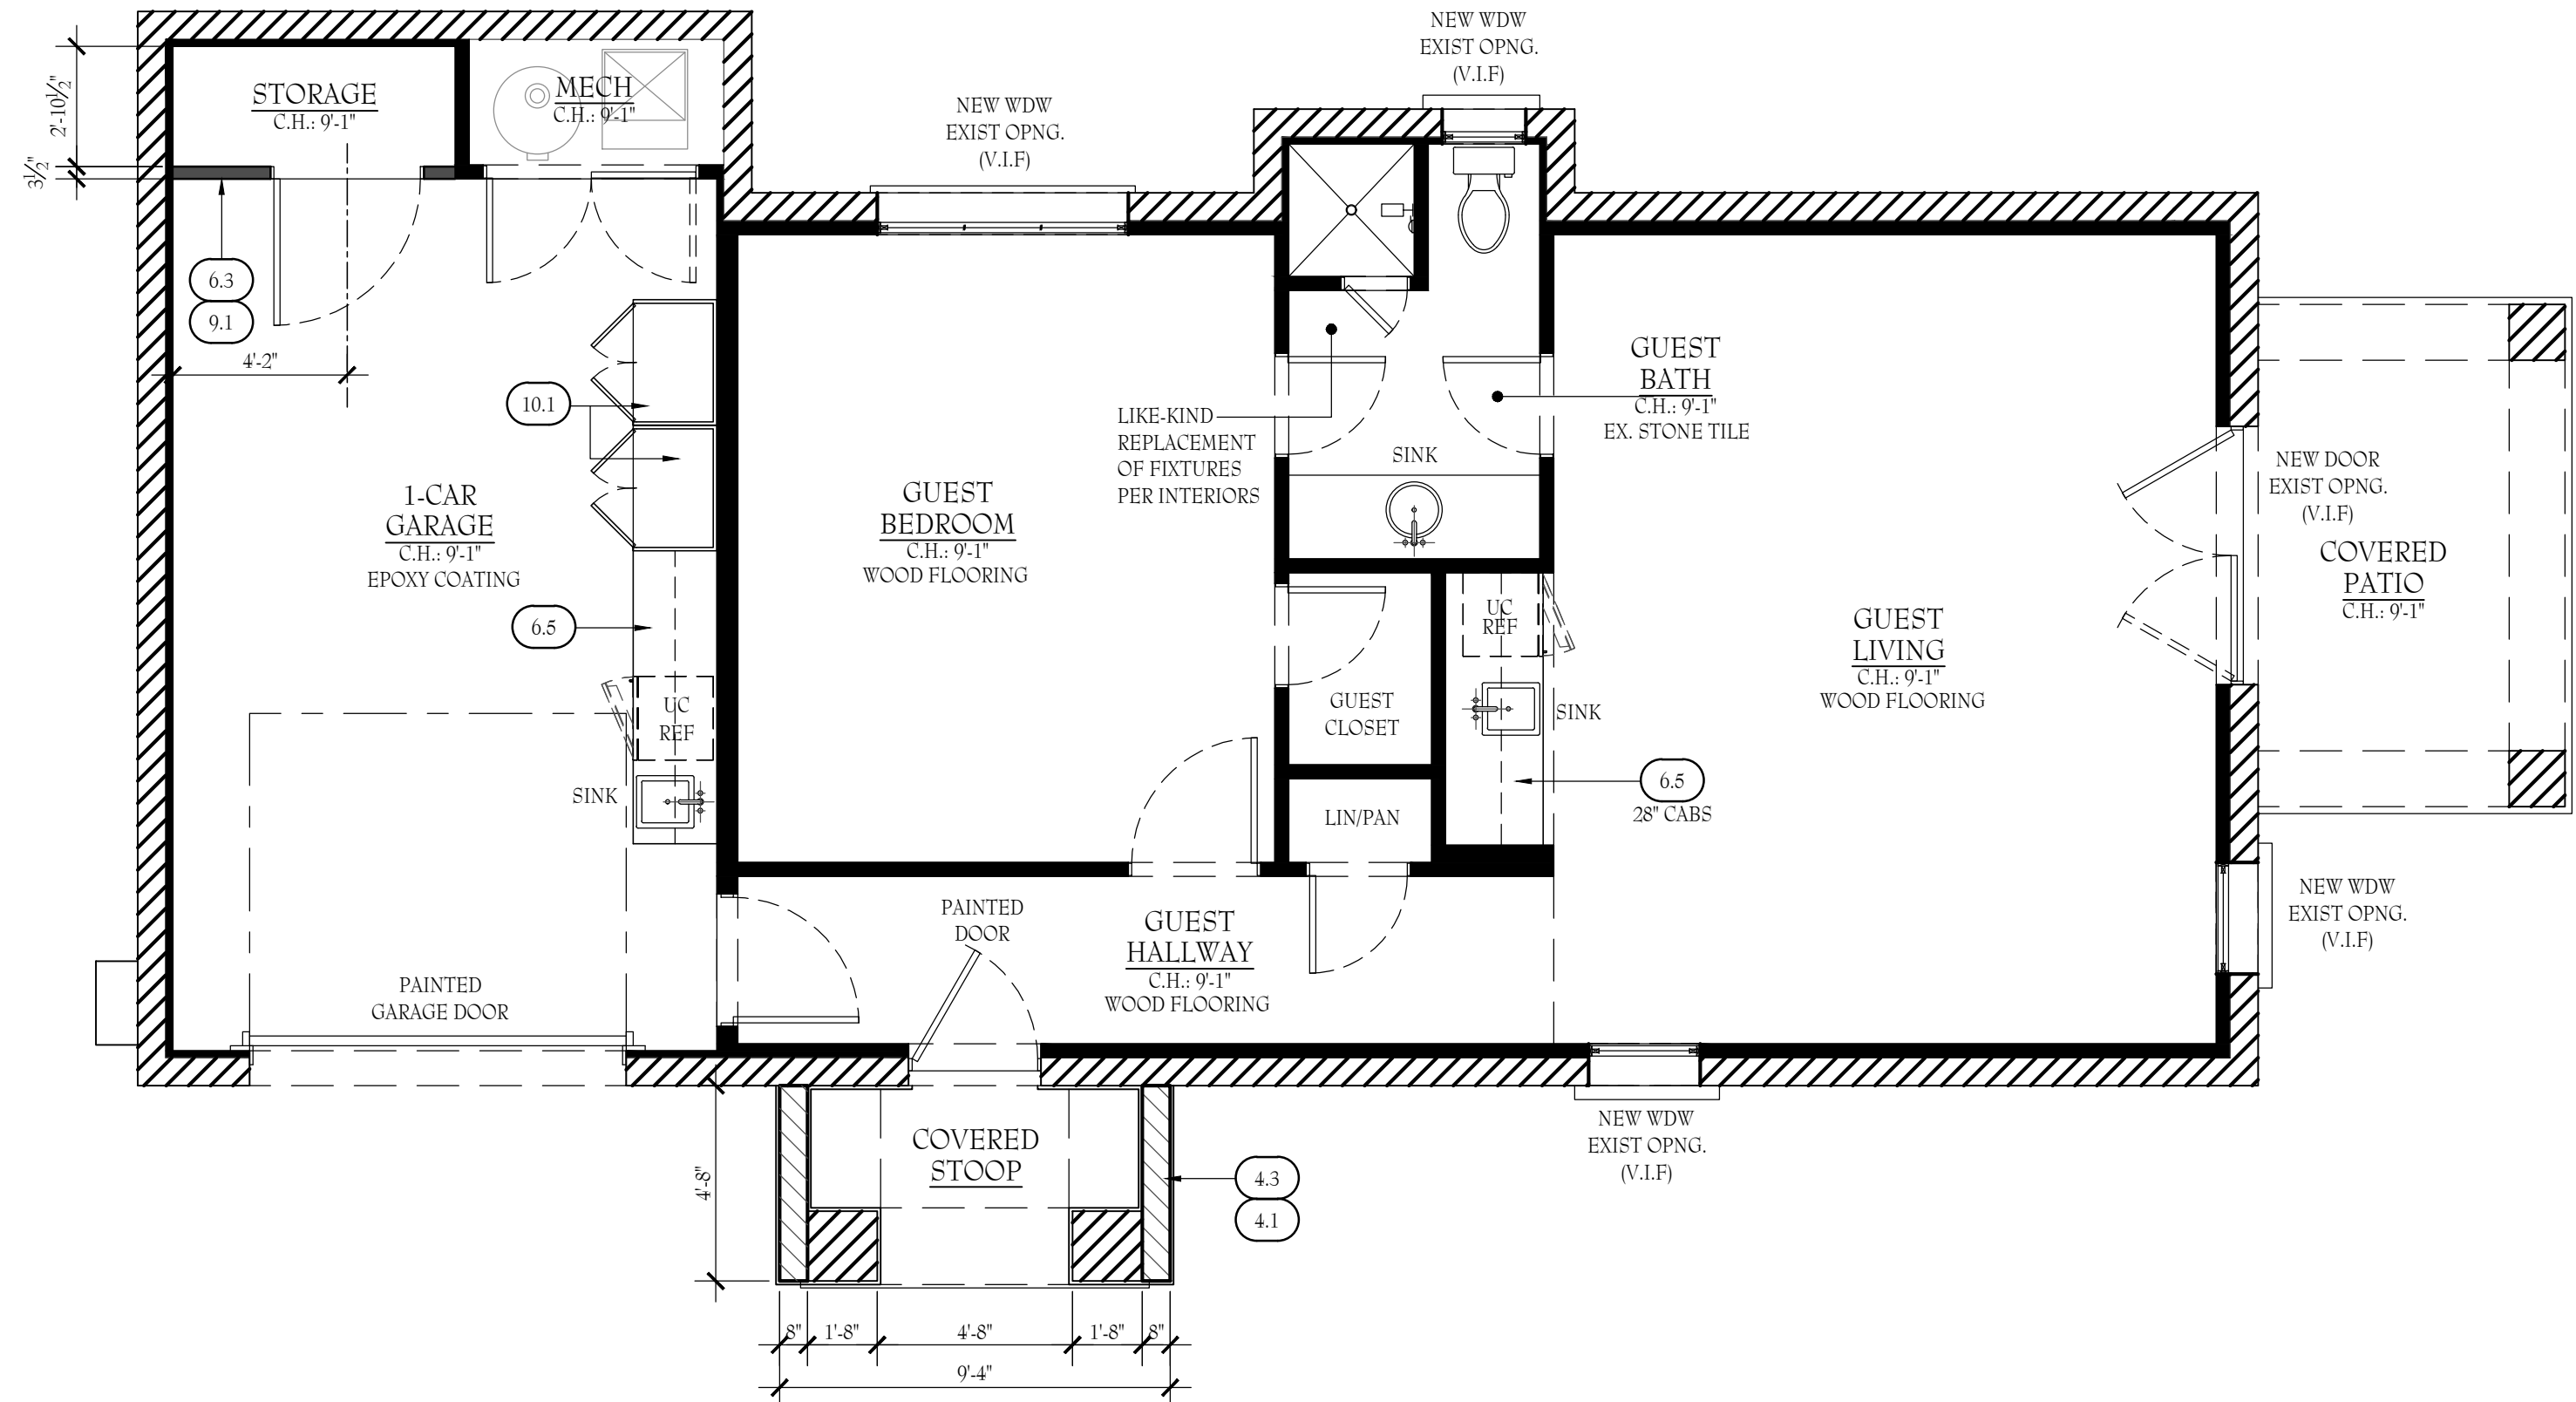 NEW WDW
EXIST OPNG.
(V.I.F)
2'-10½"
3½"
STORAGE
C.H.: 9'-1"
MECH
C.H.: 9'-1"
NEW WDW
EXIST OPNG.
(V.I.F)
6.3
9.1
4'-2"
10.1
1-CAR
GARAGE
C.H.: 9'-1"
EPOXY COATING
6.5
UC
REF
SINK
PAINTED
GARAGE DOOR
GUEST
BEDROOM
C.H.: 9'-1"
WOOD FLOORING
LIKE-KIND
REPLACEMENT
OF FIXTURES
PER INTERIORS
GUEST
BATH
C.H.: 9'-1"
EX. STONE TILE
SINK
GUEST
CLOSET
UC
REF
SINK
6.5
28" CABS
LIN/PAN
GUEST
LIVING
C.H.: 9'-1"
WOOD FLOORING
NEW DOOR
EXIST OPNG.
(V.I.F)
COVERED
PATIO
C.H.: 9'-1"
NEW WDW
EXIST OPNG.
(V.I.F)
PAINTED
DOOR
GUEST
HALLWAY
C.H.: 9'-1"
WOOD FLOORING
COVERED
STOOP
4'-8"
4.3
4.1
NEW WDW
EXIST OPNG.
(V.I.F)
8"
1'-8"
4'-8"
1'-8"
8"
9'-4"